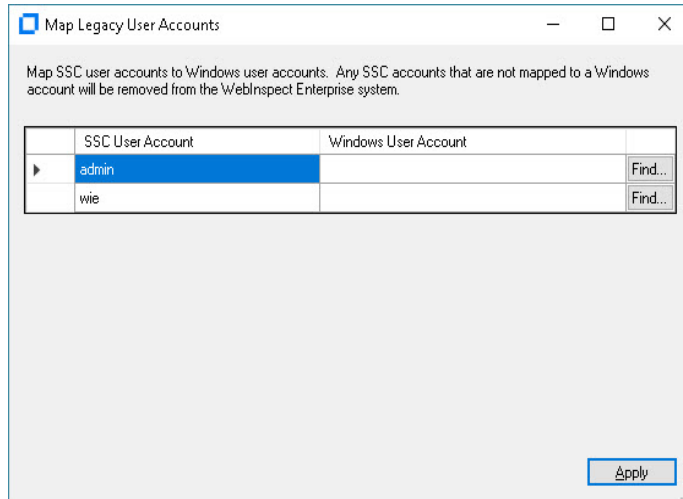 Map Legacy User Accounts
Map SSC user accounts to Windows user accounts.  Any SSC accounts that are not mapped to a Windows
account will be removed from the WebInspect Enterprise system.
SSC User Account Windows User Account
admin Find...
wie Find...
Apply